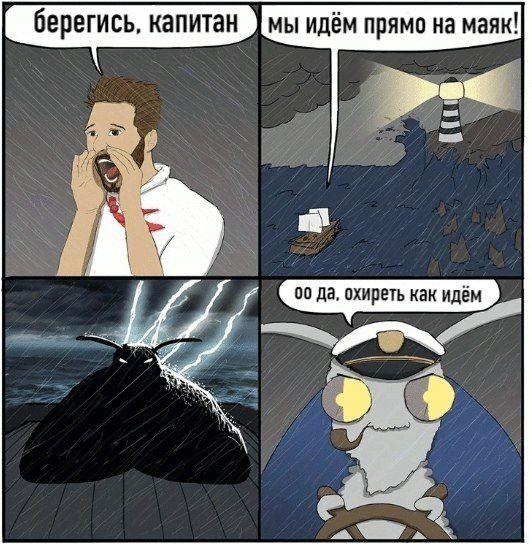 берегись, капитан
мы идём прямо на маяк!
оо да, охиреть как идём